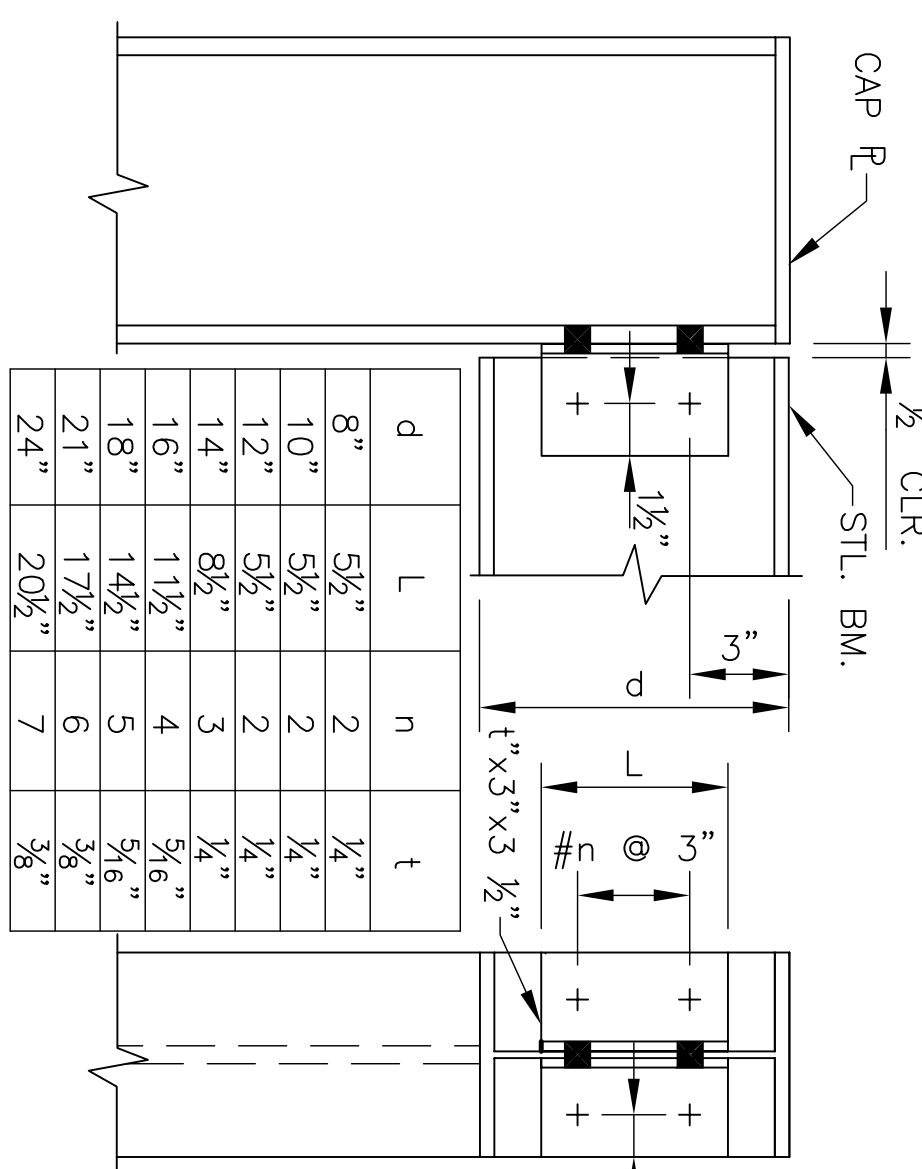 CAP PL
½ CLR.
STL. BM.
1½"
3"
d
L
#n @ 3"
t"x3"x3 ½"
d L n t
8" 5½" 2 ¼"
10" 5½" 2 ¼"
12" 5½" 2 ¼"
14" 8½" 3 ¼"
16" 11½" 4 5⁄16"
18" 14½" 5 5⁄16"
21" 17½" 6 ⅜"
24" 20½" 7 ⅜"